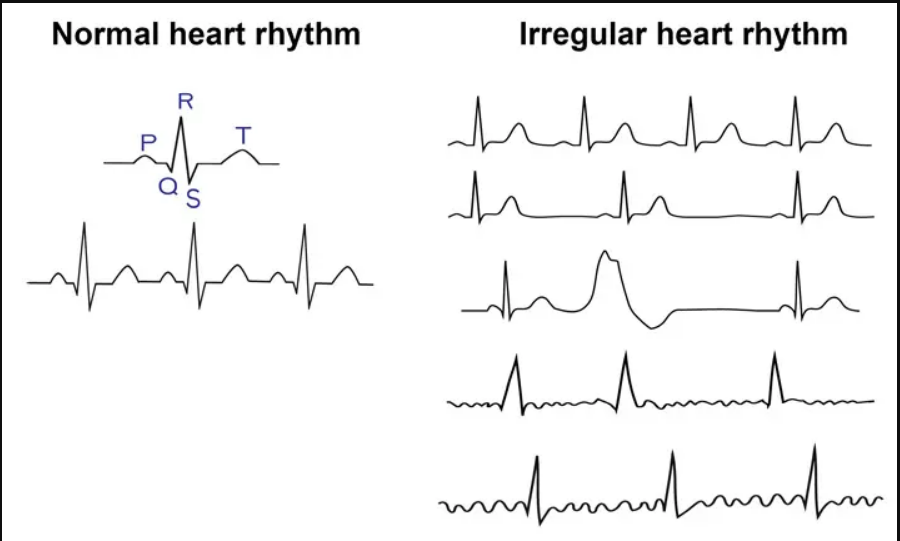 Normal heart rhythm
Irregular heart rhythm
R
P
T
Q
S